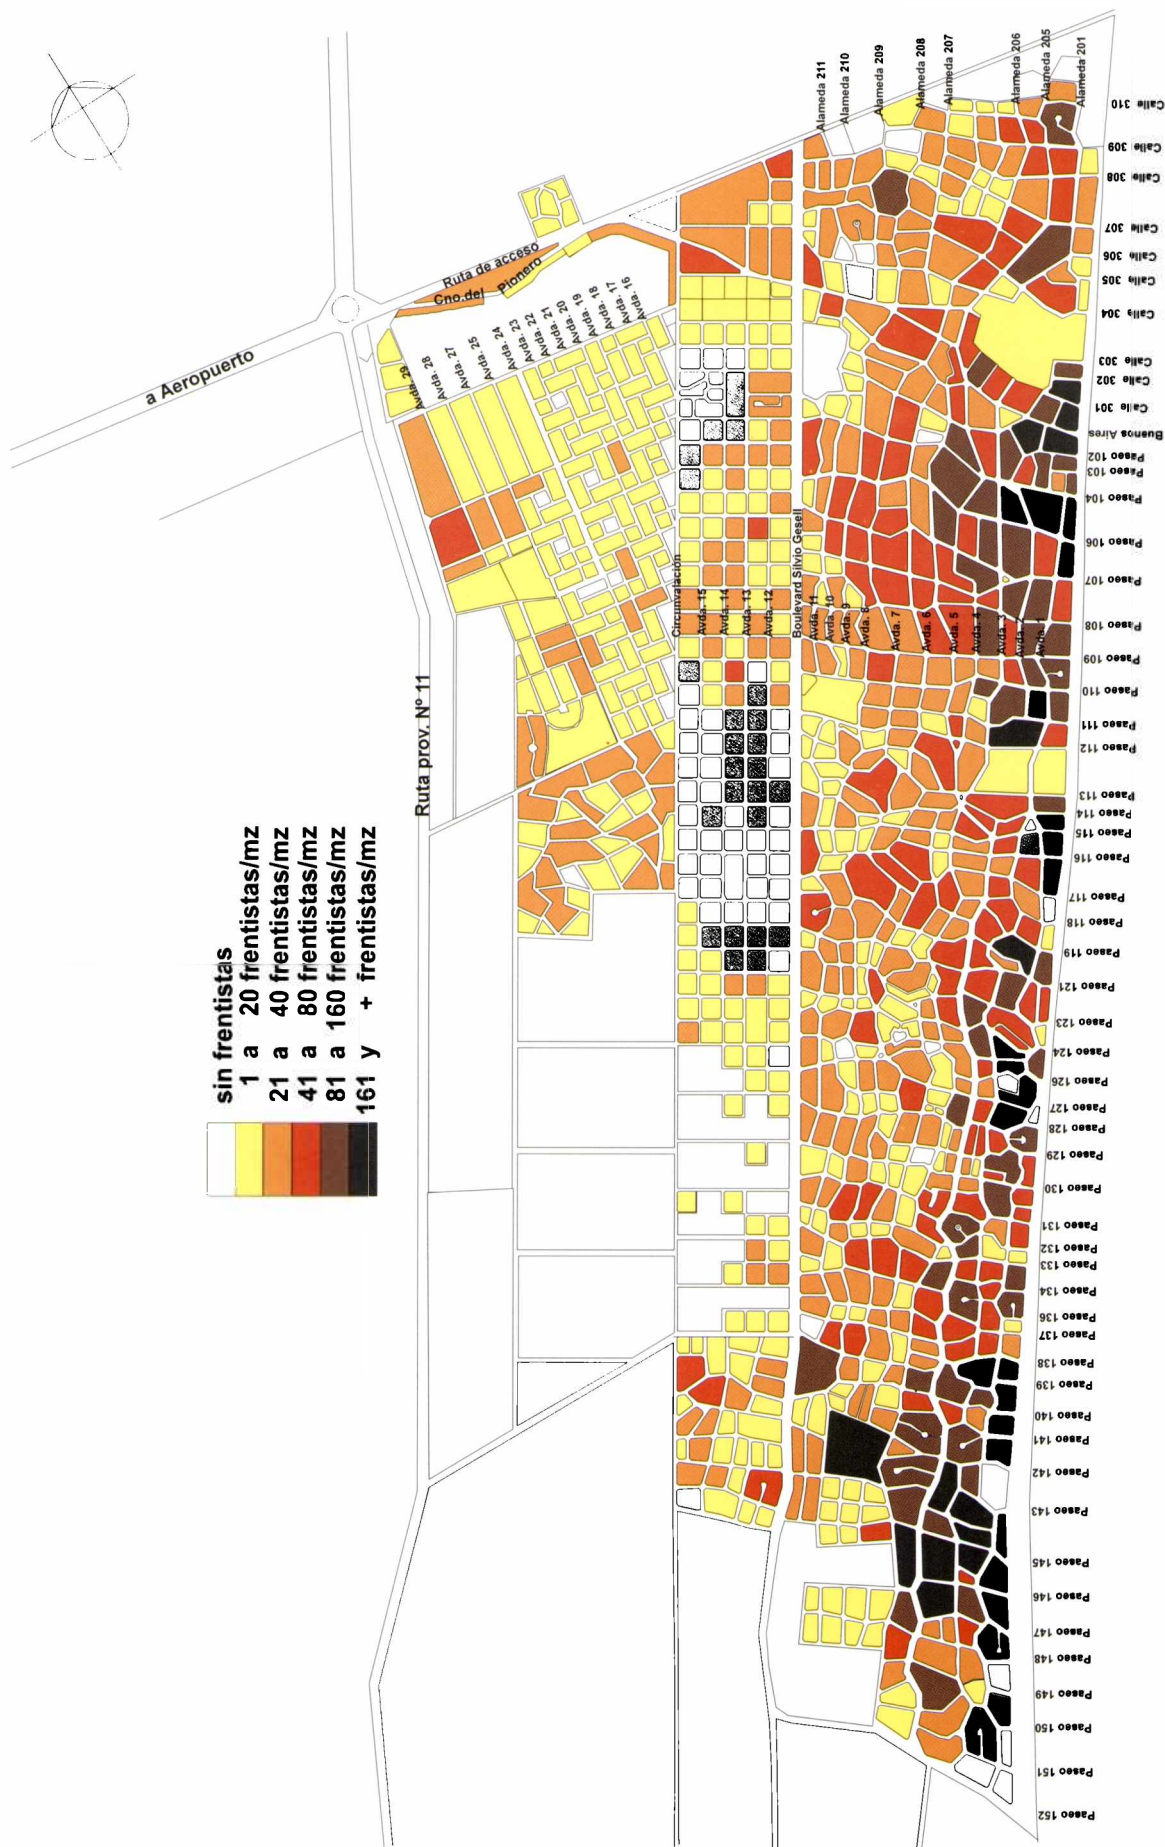 a Aeropuerto
Ruta de acceso
Cno.del Pionero
Ruta prov. Nº 11
sin frentistas
1 a 20 frentistas/mz
21 a 40 frentistas/mz
41 a 80 frentistas/mz
81 a 160 frentistas/mz
161 y + frentistas/mz
Avda. 29
Avda. 28
Avda. 27
Avda. 25
Avda. 24
Avda. 23
Avda. 22
Avda. 21
Avda. 20
Avda. 19
Avda. 18
Avda. 17
Avda. 16
Circunvalación
Avda. 15
Avda. 14
Avda. 13
Avda. 12
Boulevard Silvio Gesell
Avda. 11
Avda. 10
Avda. 9
Avda. 8
Avda. 7
Avda. 6
Avda. 5
Avda. 4
Avda. 3
Avda. 2
Avda. 1
Alameda 211
Alameda 210
Alameda 209
Alameda 208
Alameda 207
Alameda 206
Alameda 205
Alameda 201
Calle 310
Calle 309
Calle 308
Calle 307
Calle 306
Calle 305
Calle 304
Calle 303
Calle 302
Calle 301
Buenos Aires
Paseo 102
Paseo 103
Paseo 104
Paseo 106
Paseo 107
Paseo 108
Paseo 109
Paseo 110
Paseo 111
Paseo 112
Paseo 113
Paseo 114
Paseo 115
Paseo 116
Paseo 117
Paseo 118
Paseo 119
Paseo 121
Paseo 123
Paseo 124
Paseo 126
Paseo 127
Paseo 128
Paseo 129
Paseo 130
Paseo 131
Paseo 132
Paseo 133
Paseo 134
Paseo 136
Paseo 137
Paseo 138
Paseo 139
Paseo 140
Paseo 141
Paseo 142
Paseo 143
Paseo 145
Paseo 146
Paseo 147
Paseo 148
Paseo 149
Paseo 150
Paseo 151
Paseo 152